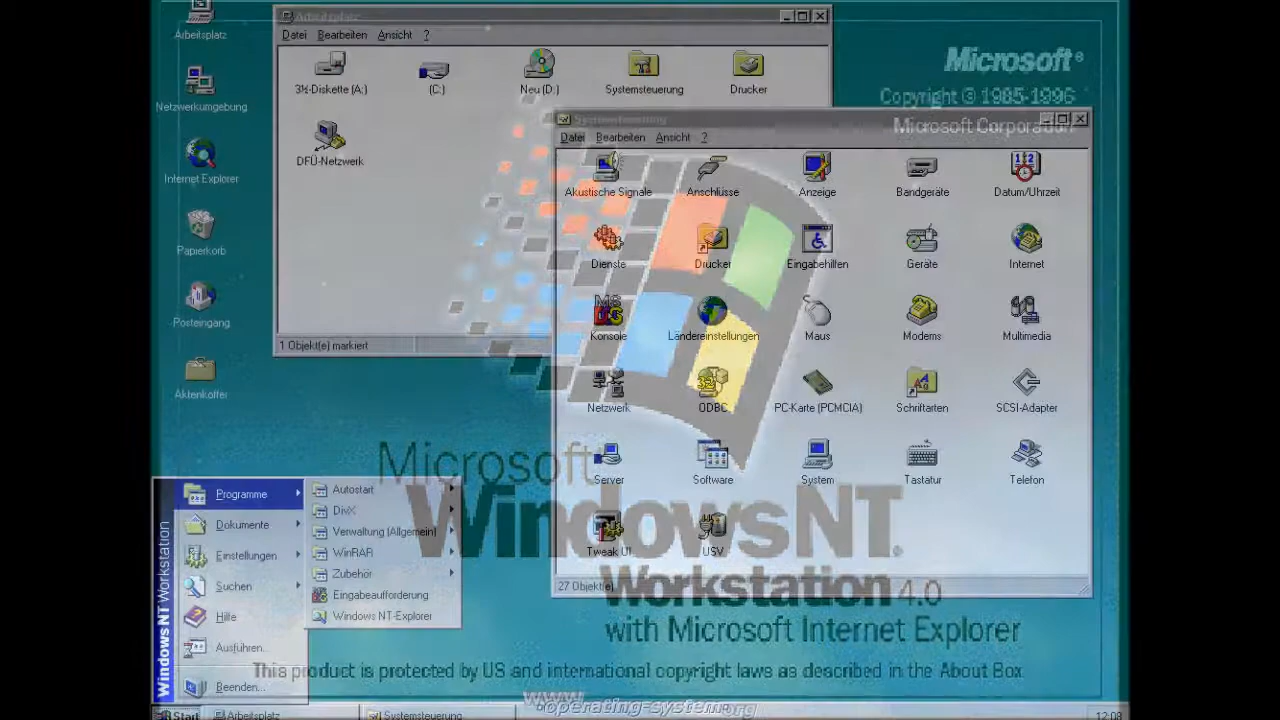 Arbeitsplatz
Datei Bearbeiten Ansicht ?
3½-Diskette (A:) (C:) Neu (D:) Systemsteuerung Drucker
DFÜ-Netzwerk
1 Objekt(e) markiert
Arbeitsplatz
Netzwerkumgebung
Internet Explorer
Papierkorb
Posteingang
Aktenkoffer
Microsoft®
Copyright © 1985-1996
Microsoft Corporation
Systemsteuerung
Datei Bearbeiten Ansicht ?
Akustische Signale Anschlüsse Anzeige Bandgeräte Datum/Uhrzeit
Dienste Drucker Eingabehilfen Geräte Internet
Konsole Ländereinstellungen Maus Modems Multimedia
Netzwerk ODBC PC-Karte (PCMCIA) Schriftarten SCSI-Adapter
Server Software System Tastatur Telefon
Tweak UI USV
27 Objekt(e)
Microsoft
Windows NT®
Workstation 4.0
with Microsoft Internet Explorer
This product is protected by US and international copyright laws as described in the About Box
Windows NT Workstation
Programme
Dokumente
Einstellungen
Suchen
Hilfe
Ausführen...
Beenden...
Autostart
DivX
Verwaltung (Allgemein)
WinRAR
Zubehör
Eingabeaufforderung
Windows NT-Explorer
www.
operating-system.org
Start Arbeitsplatz Systemsteuerung 12:08